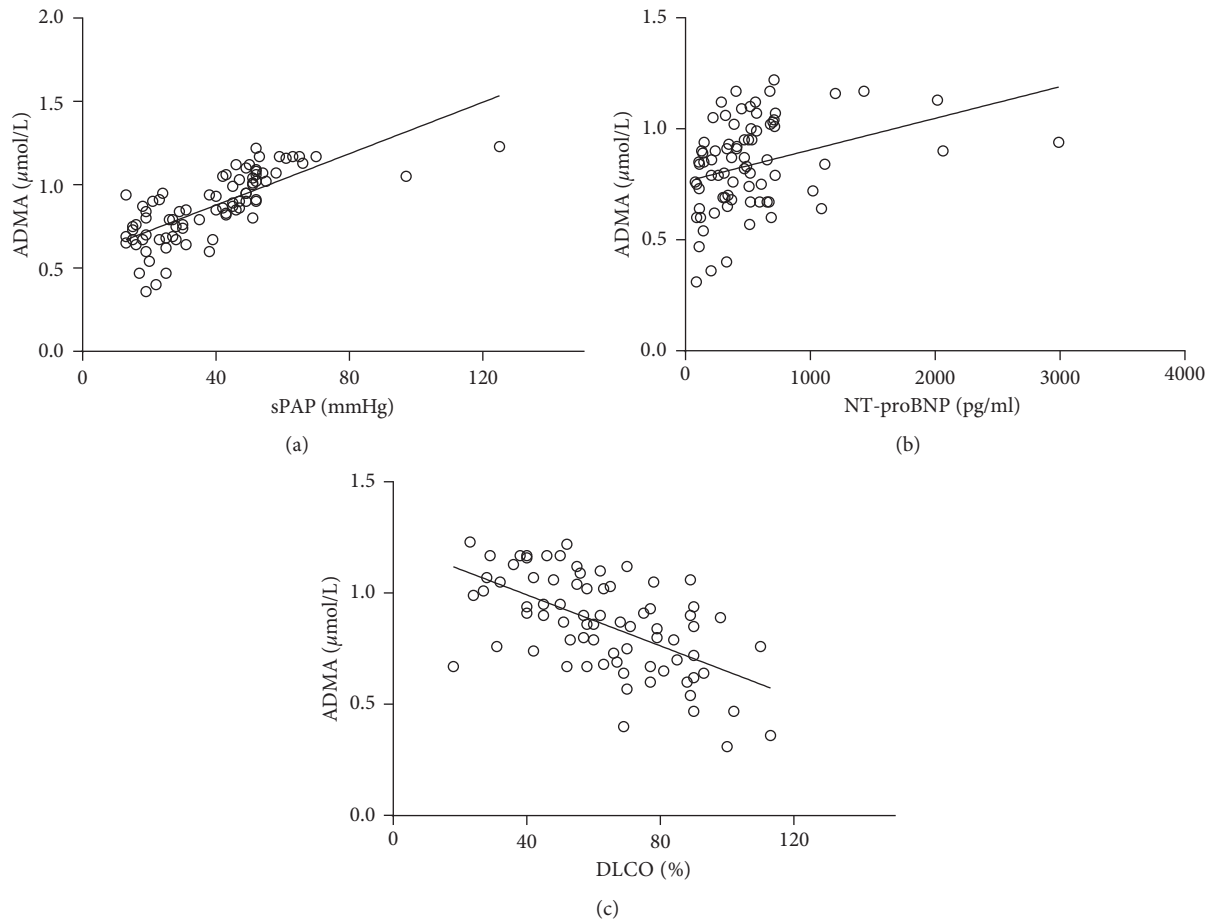 2.0
1.5
1.0
0.5
0.0
ADMA (µmol/L)
0 40 80 120
sPAP (mmHg)
(a)
1.5
1.0
0.5
0.0
ADMA (µmol/L)
0 1000 2000 3000 4000
NT-proBNP (pg/ml)
(b)
1.5
1.0
0.5
0.0
ADMA (µmol/L)
0 40 80 120
DLCO (%)
(c)